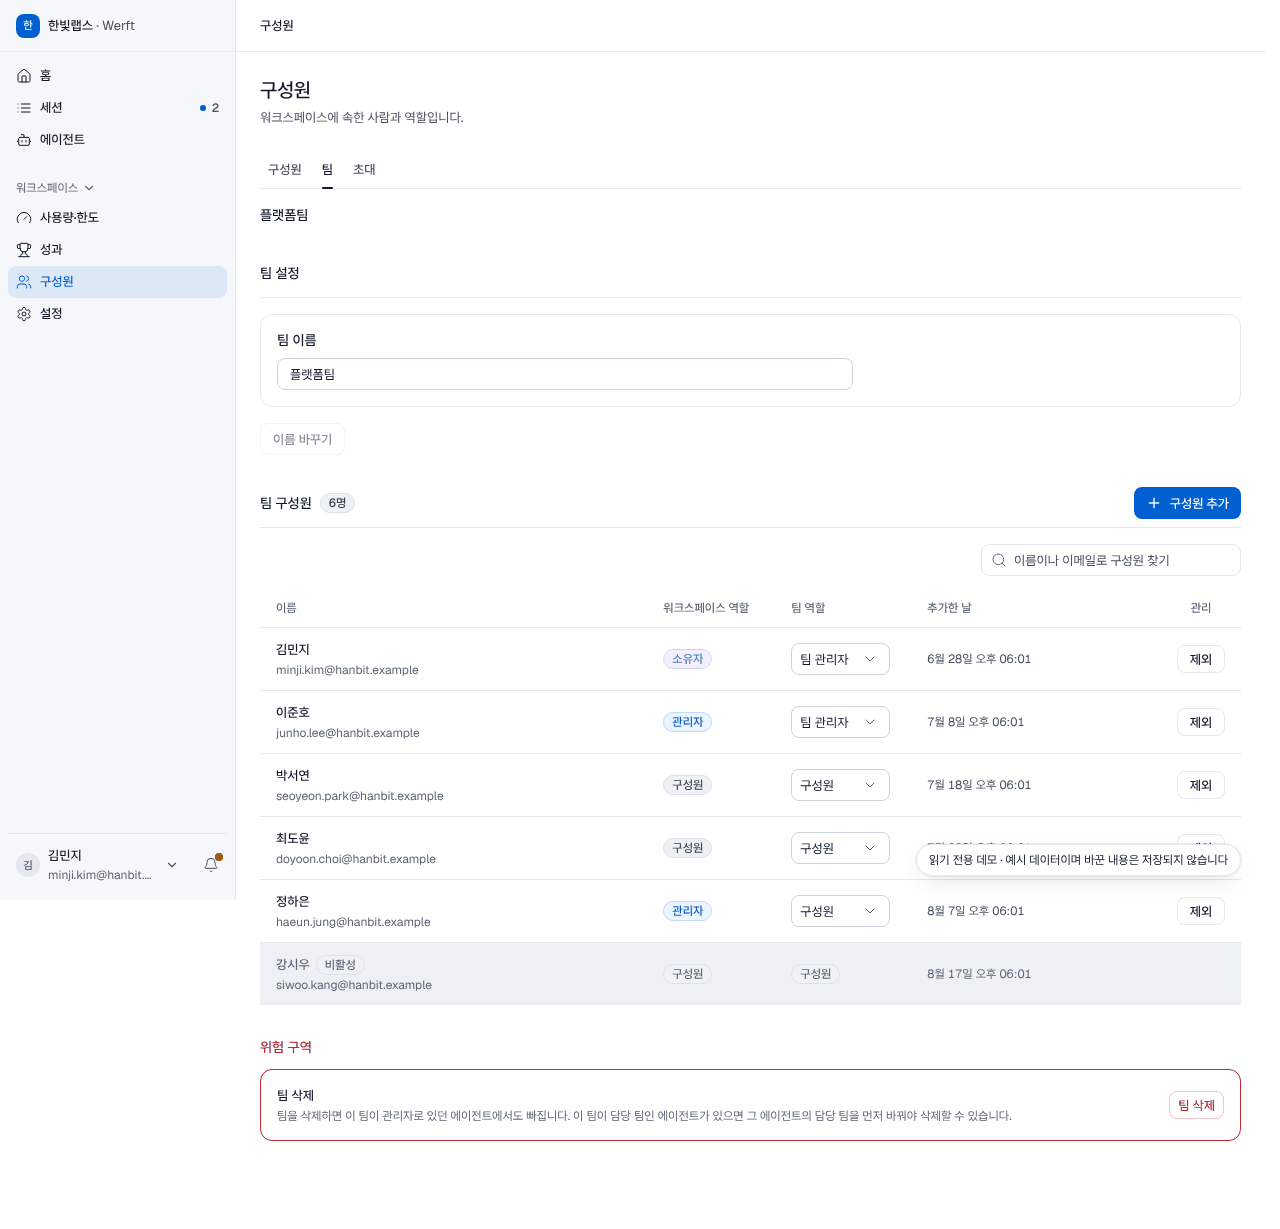 한 한빛랩스 · Werft
구성원
홈
세션 2
에이전트
워크스페이스
사용량·한도
성과
구성원
설정
김 김민지
minji.kim@hanbit....
구성원
워크스페이스에 속한 사람과 역할입니다.
구성원 팀 초대
플랫폼팀
팀 설정
팀 이름
플랫폼팀
이름 바꾸기
팀 구성원 6명 구성원 추가
이름이나 이메일로 구성원 찾기
이름 워크스페이스 역할 팀 역할 추가한 날 관리
김민지
minji.kim@hanbit.example
소유자 팀 관리자 6월 28일 오후 06:01 제외
이준호
junho.lee@hanbit.example
관리자 팀 관리자 7월 8일 오후 06:01 제외
박서연
seoyeon.park@hanbit.example
구성원 구성원 7월 18일 오후 06:01 제외
최도윤
doyoon.choi@hanbit.example
구성원 구성원
읽기 전용 데모 · 예시 데이터이며 바꾼 내용은 저장되지 않습니다
정하은
haeun.jung@hanbit.example
관리자 구성원 8월 7일 오후 06:01 제외
강시우 비활성
siwoo.kang@hanbit.example
구성원 구성원 8월 17일 오후 06:01
위험 구역
팀 삭제
팀을 삭제하면 이 팀이 관리자로 있던 에이전트에서도 빠집니다. 이 팀이 담당 팀인 에이전트가 있으면 그 에이전트의 담당 팀을 먼저 바꿔야 삭제할 수 있습니다.
팀 삭제